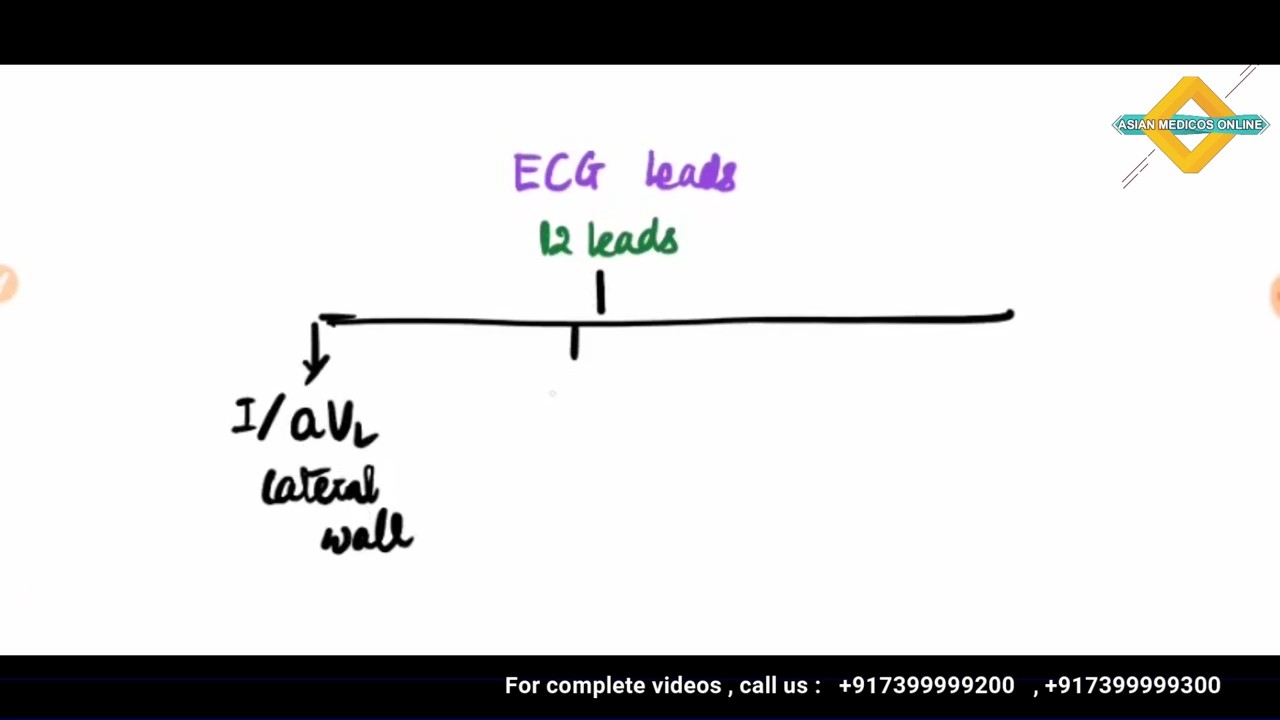 ASIAN MEDICOS ONLINE
ECG leads
12 leads
I/aVL
lateral
wall
For complete videos , call us : +917399999200 , +917399999300